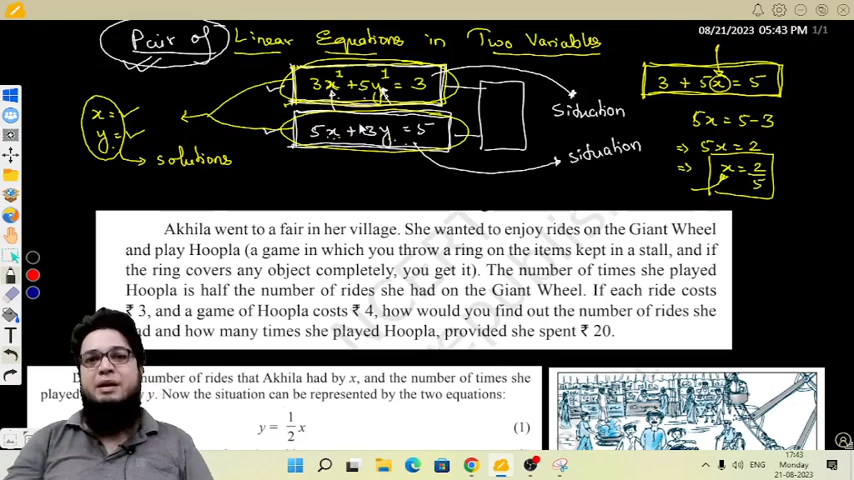 08/21/2023 05:43 PM 1/1
Pair of Linear Equations in Two Variables
3x¹ + 5y¹ = 3
5x + 3y = 5
x =
y =
solutions
situation
situation
3 + 5x = 5
5x = 5-3
⇒ 5x = 2
⇒ x = 2/5
Akhila went to a fair in her village. She wanted to enjoy rides on the Giant Wheel
and play Hoopla (a game in which you throw a ring on the items kept in a stall, and if
the ring covers any object completely, you get it). The number of times she played
Hoopla is half the number of rides she had on the Giant Wheel. If each ride costs
₹ 3, and a game of Hoopla costs ₹ 4, how would you find out the number of rides she
had and how many times she played Hoopla, provided she spent ₹ 20.
number of rides that Akhila had by x, and the number of times she
played by y. Now the situation can be represented by the two equations:
y = 1/2 x (1)
T
ENG
17:43
Monday
21-08-2023